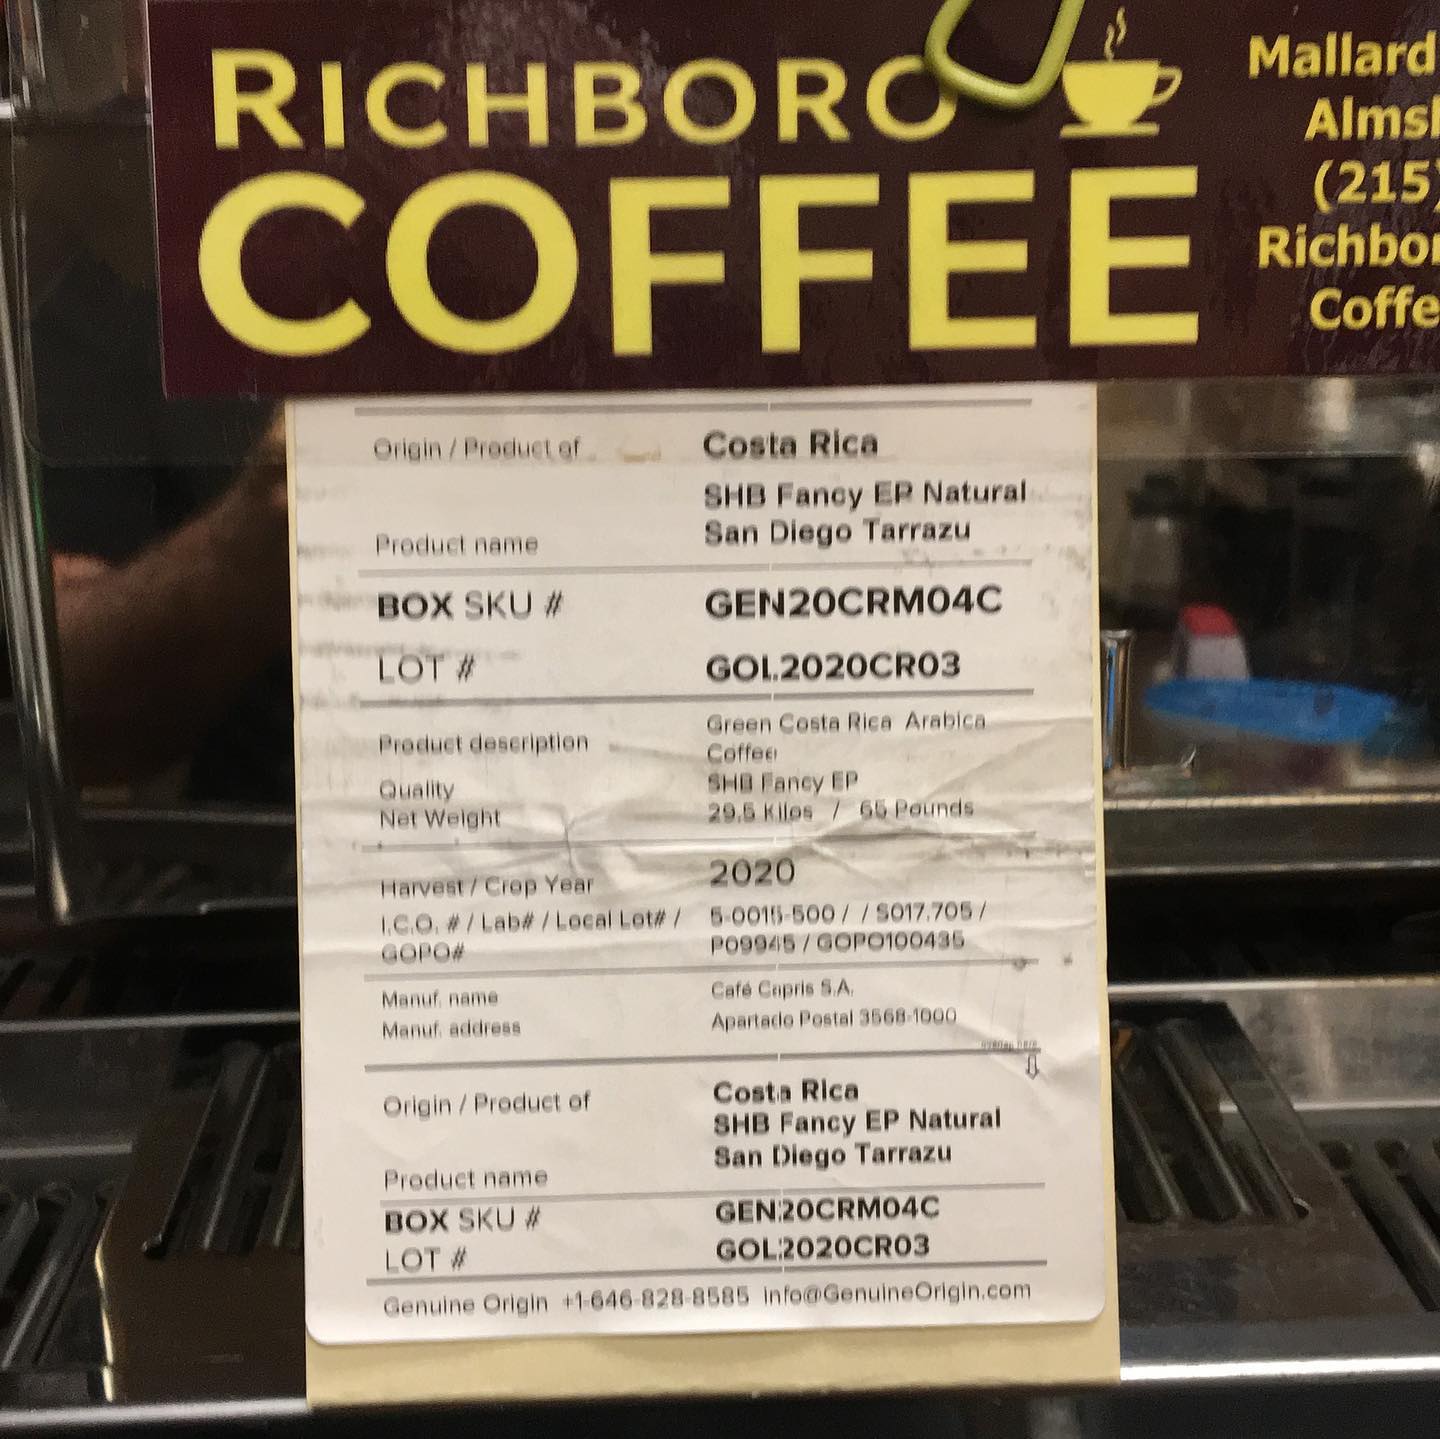 RICHBORO
COFFEE
Mallard
Almsh
(215)
Richbor
Coffe
Origin / Product of Costa Rica
SHB Fancy EP Natural
Product name San Diego Tarrazu
BOX SKU # GEN20CRM04C
LOT # GOL2020CR03
Product description Green Costa Rica Arabica
Coffee
Quality SHB Fancy EP
Net Weight 29.5 Kilos / 65 Pounds
Harvest / Crop Year 2020
I.C.O. # / Lab# / Local Lot# / 5-0015-500 / / S017.705 /
GOPO# P09945 / GOPO100435
Manuf. name Café Capris S.A.
Manuf. address Apartado Postal 3568-1000
overlap here
Origin / Product of Costa Rica
SHB Fancy EP Natural
San Diego Tarrazu
Product name
BOX SKU # GEN20CRM04C
LOT # GOL2020CR03
Genuine Origin +1-646-828-8585 info@GenuineOrigin.com